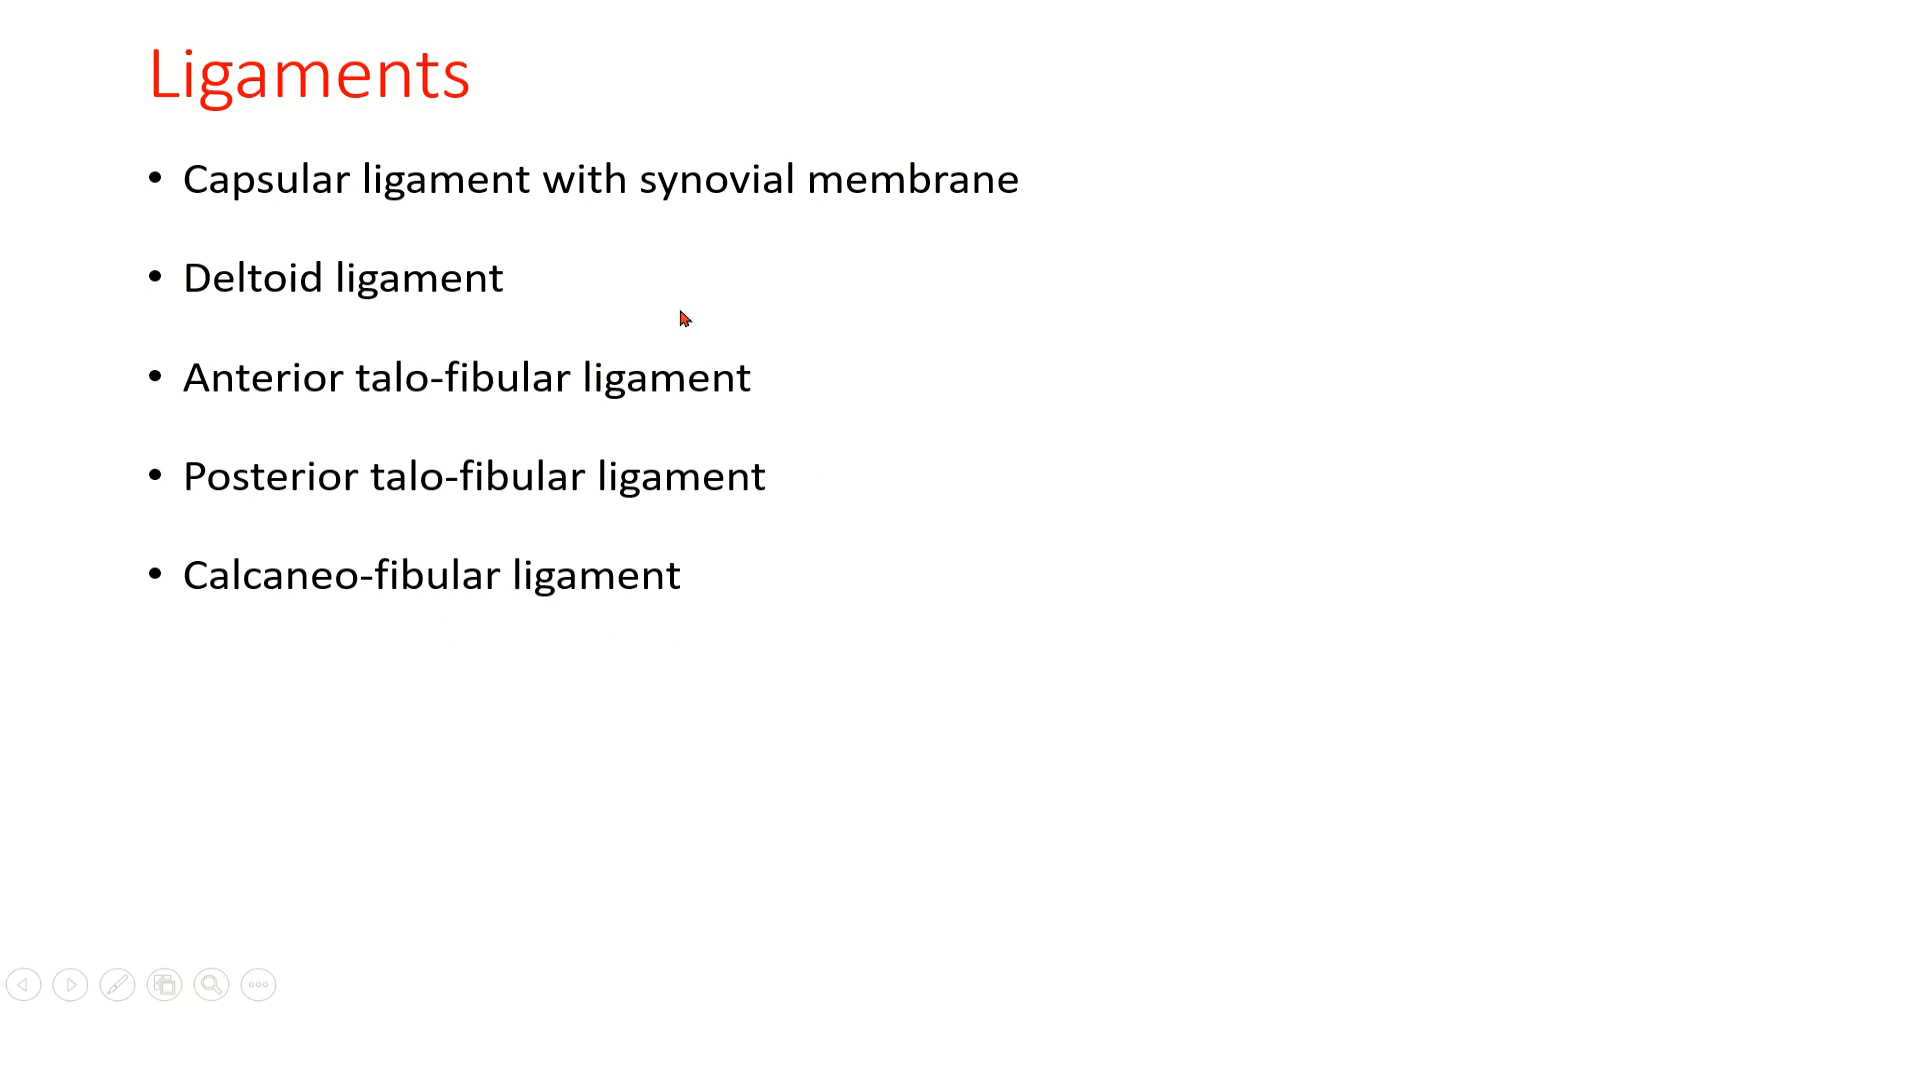 Ligaments
• Capsular ligament with synovial membrane
• Deltoid ligament
• Anterior talo-fibular ligament
• Posterior talo-fibular ligament
• Calcaneo-fibular ligament